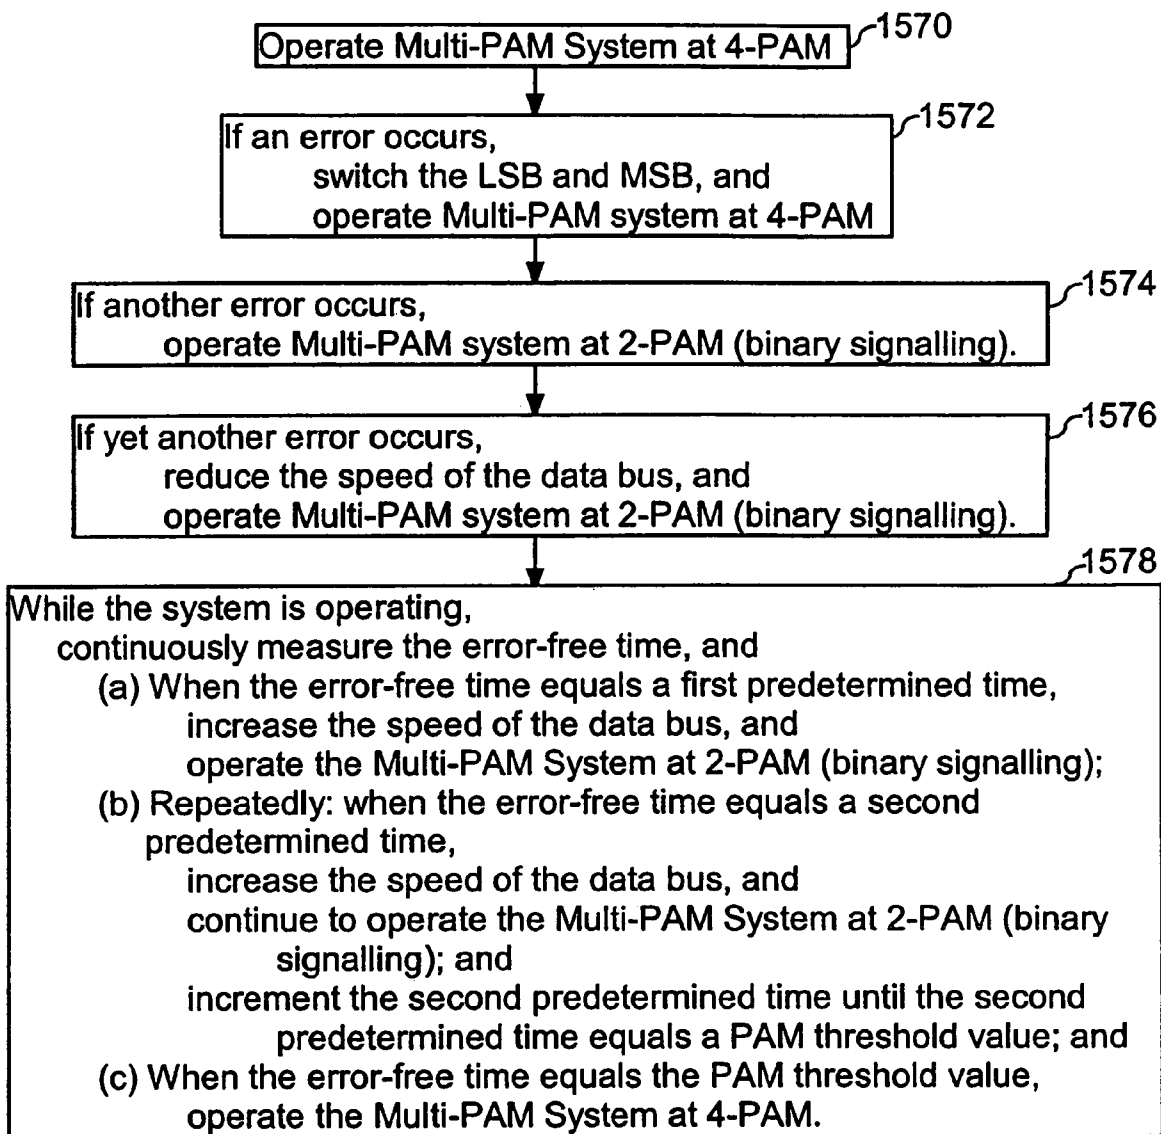 Operate Multi-PAM System at 4-PAM
1570
1572
If an error occurs,
switch the LSB and MSB, and
operate Multi-PAM system at 4-PAM
1574
If another error occurs,
operate Multi-PAM system at 2-PAM (binary signalling).
1576
If yet another error occurs,
reduce the speed of the data bus, and
operate Multi-PAM system at 2-PAM (binary signalling).
1578
While the system is operating,
continuously measure the error-free time, and
(a) When the error-free time equals a first predetermined time,
increase the speed of the data bus, and
operate the Multi-PAM System at 2-PAM (binary signalling);
(b) Repeatedly: when the error-free time equals a second
predetermined time,
increase the speed of the data bus, and
continue to operate the Multi-PAM System at 2-PAM (binary
signalling); and
increment the second predetermined time until the second
predetermined time equals a PAM threshold value; and
(c) When the error-free time equals the PAM threshold value,
operate the Multi-PAM System at 4-PAM.